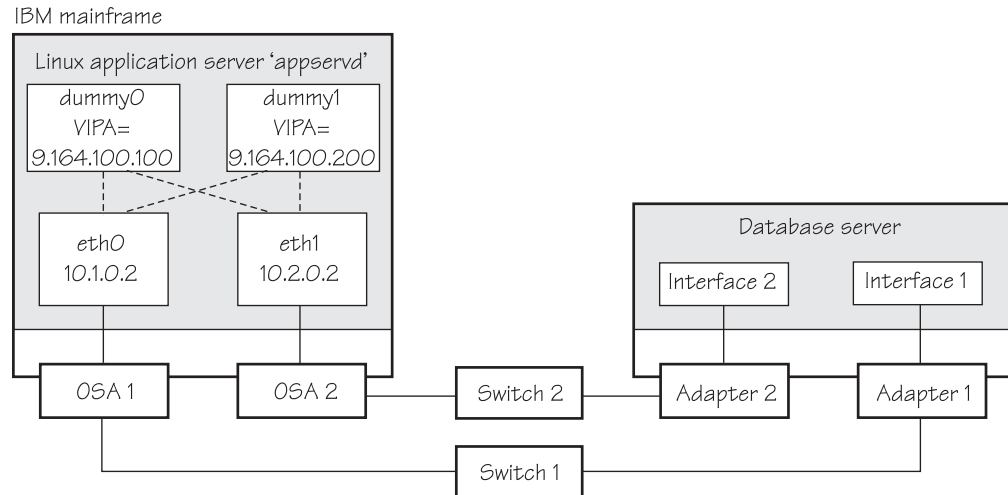 IBM mainframe
Linux application server ‘appservd’
dummy0
VIPA=
9.164.100.100
dummy1
VIPA=
9.164.100.200
eth0
10.1.0.2
eth1
10.2.0.2
Database server
Interface 2
Interface 1
OSA 1
OSA 2
Switch 2
Adapter 2
Adapter 1
Switch 1